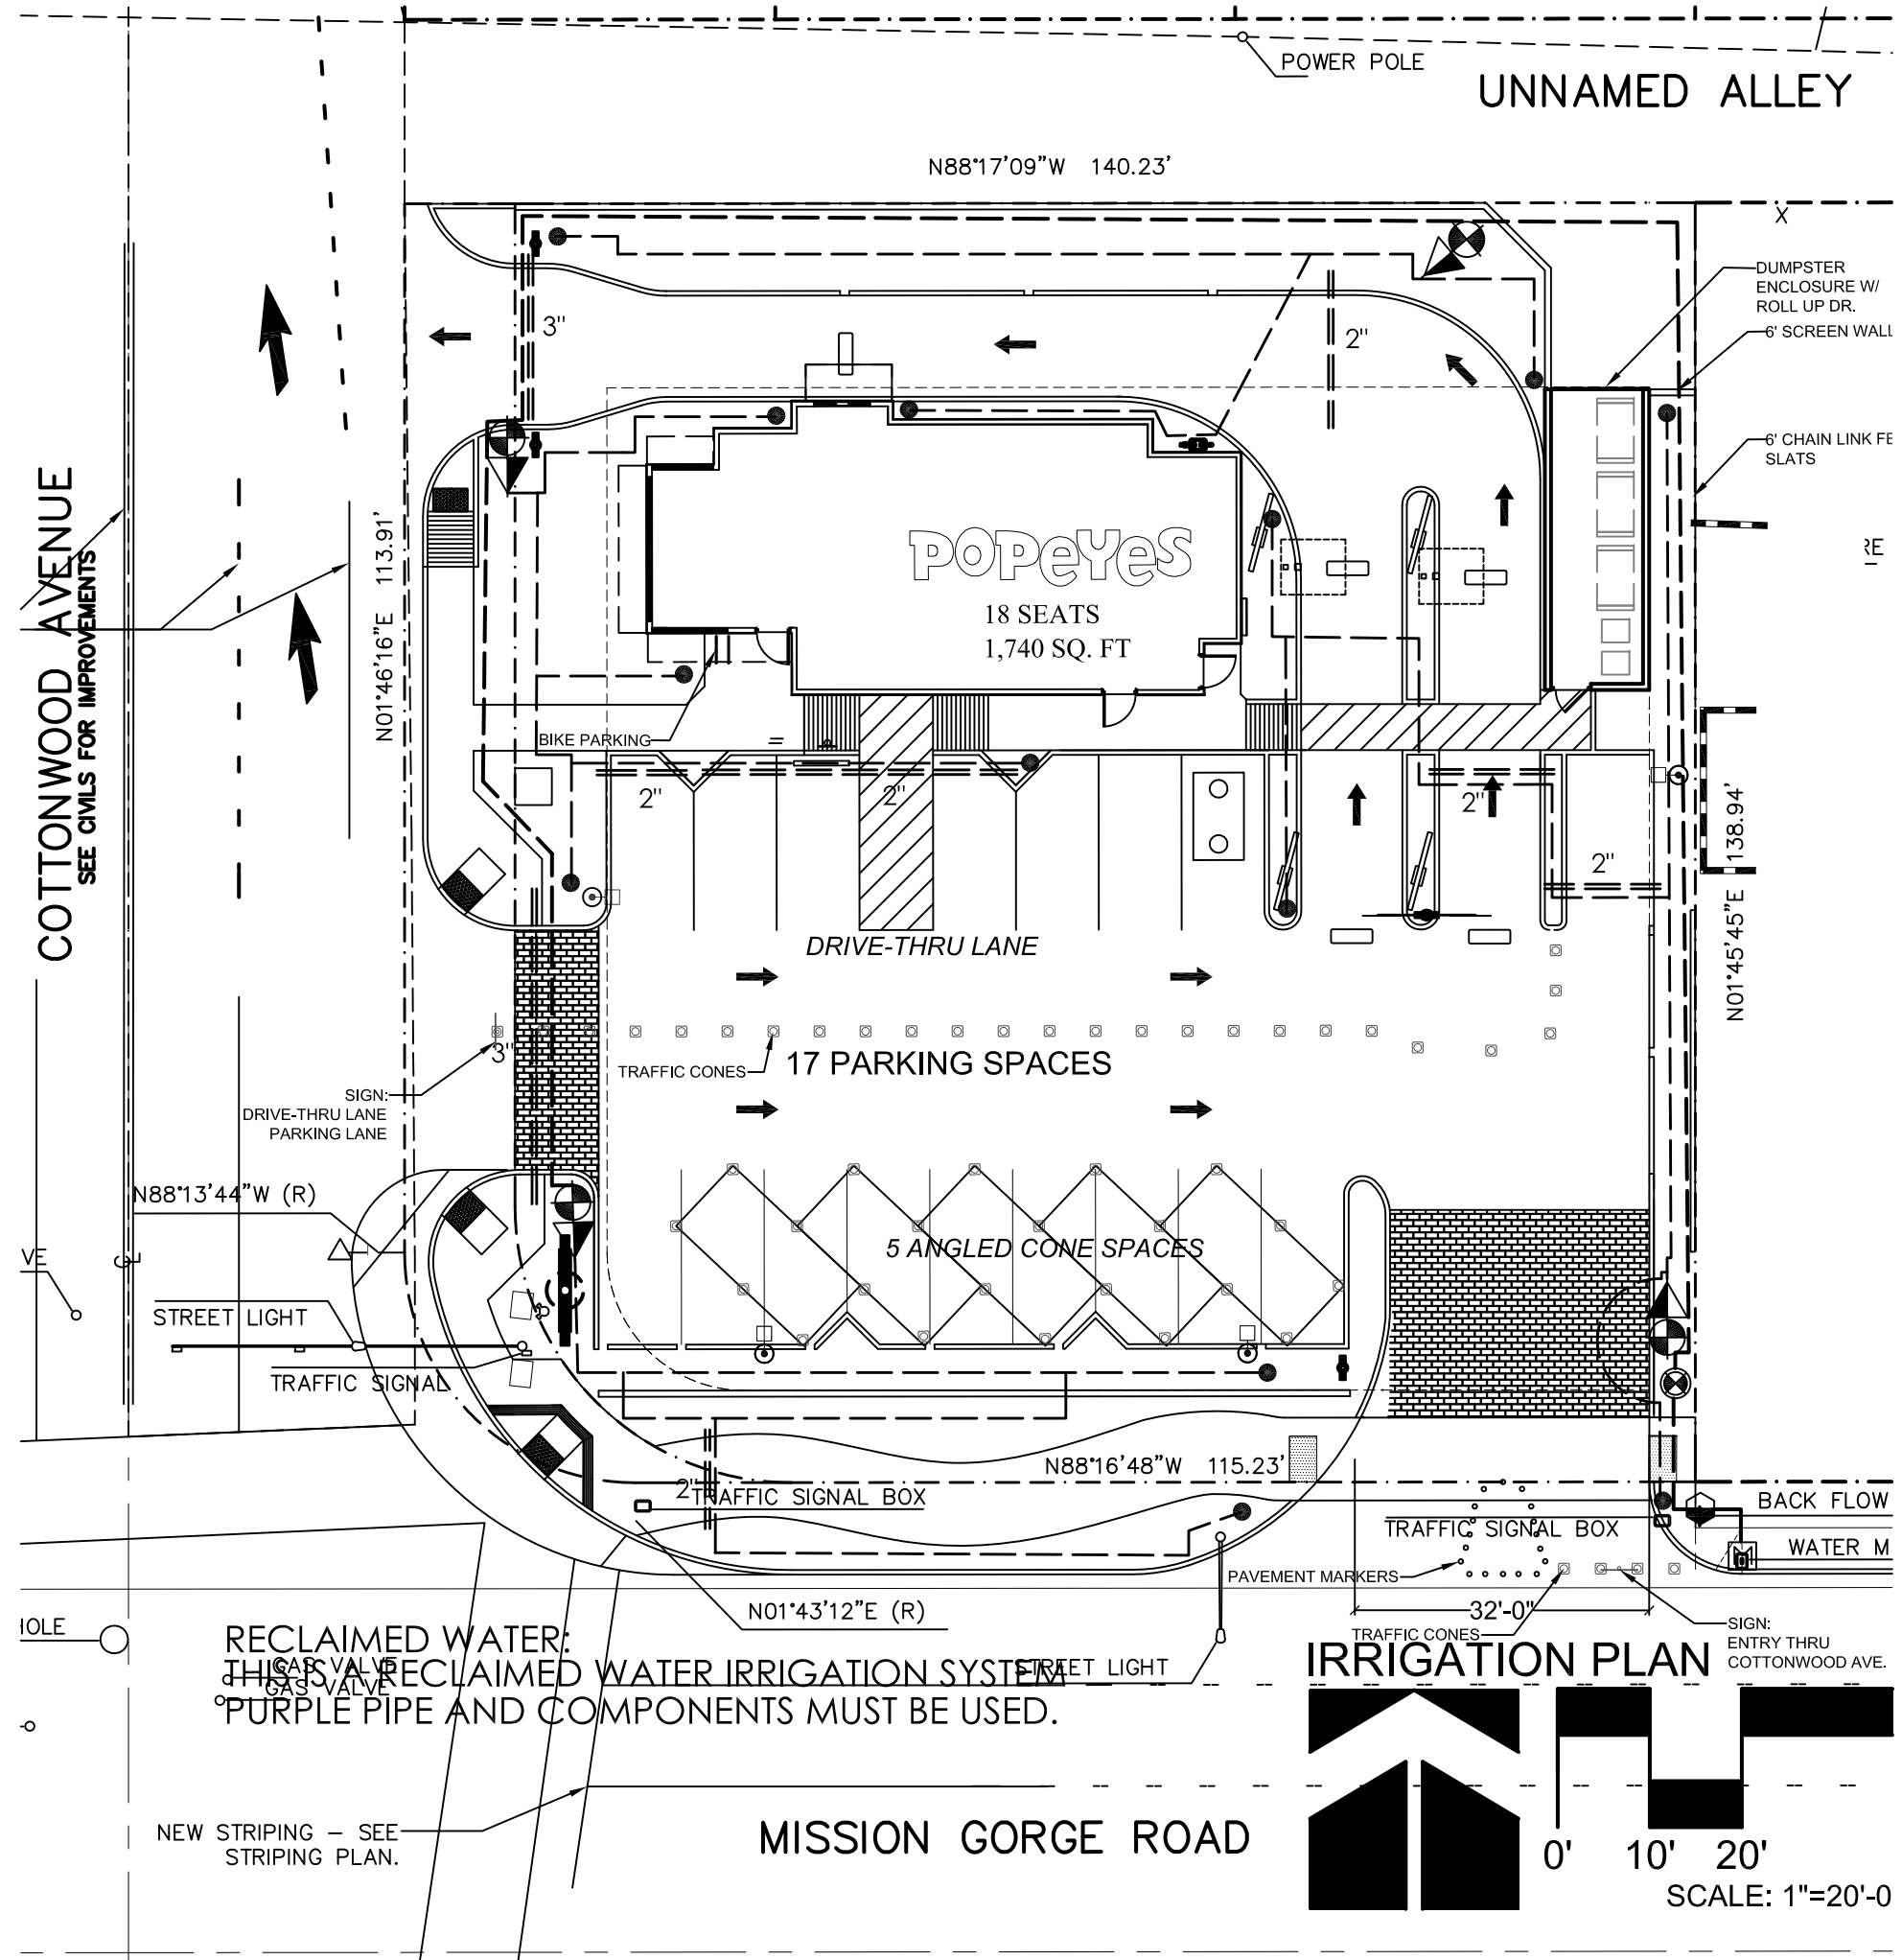 POWER POLE
UNNAMED ALLEY
N88°17'09"W 140.23'
X
DUMPSTER
ENCLOSURE W/
ROLL UP DR.
6' SCREEN WALL
6' CHAIN LINK FE
SLATS
RE
3"
2"
COTTONWOOD AVENUE
SEE CIVILS FOR IMPROVEMENTS
N01°46'16"E 113.91'
POPEYES
18 SEATS
1,740 SQ. FT
BIKE PARKING
=
2"
2"
2"
2"
N01°45'45"E 138.94'
DRIVE-THRU LANE
3"
TRAFFIC CONES
17 PARKING SPACES
SIGN:
DRIVE-THRU LANE
PARKING LANE
N88°13'44"W (R)
VE
CL
5 ANGLED CONE SPACES
STREET LIGHT
TRAFFIC SIGNAL
N88°16'48"W 115.23'
2"
TRAFFIC SIGNAL BOX
BACK FLOW
TRAFFIC SIGNAL BOX
WATER M
M
PAVEMENT MARKERS
32'-0"
TRAFFIC CONES
SIGN:
ENTRY THRU
COTTONWOOD AVE.
N01°43'12"E (R)
HOLE
RECLAIMED WATER:
THIS IS A RECLAIMED WATER IRRIGATION SYSTEM
PURPLE PIPE AND COMPONENTS MUST BE USED.
GAS VALVE
GAS VALVE
STREET LIGHT
IRRIGATION PLAN
NEW STRIPING – SEE
STRIPING PLAN.
MISSION GORGE ROAD
0' 10' 20'
SCALE: 1"=20'-0